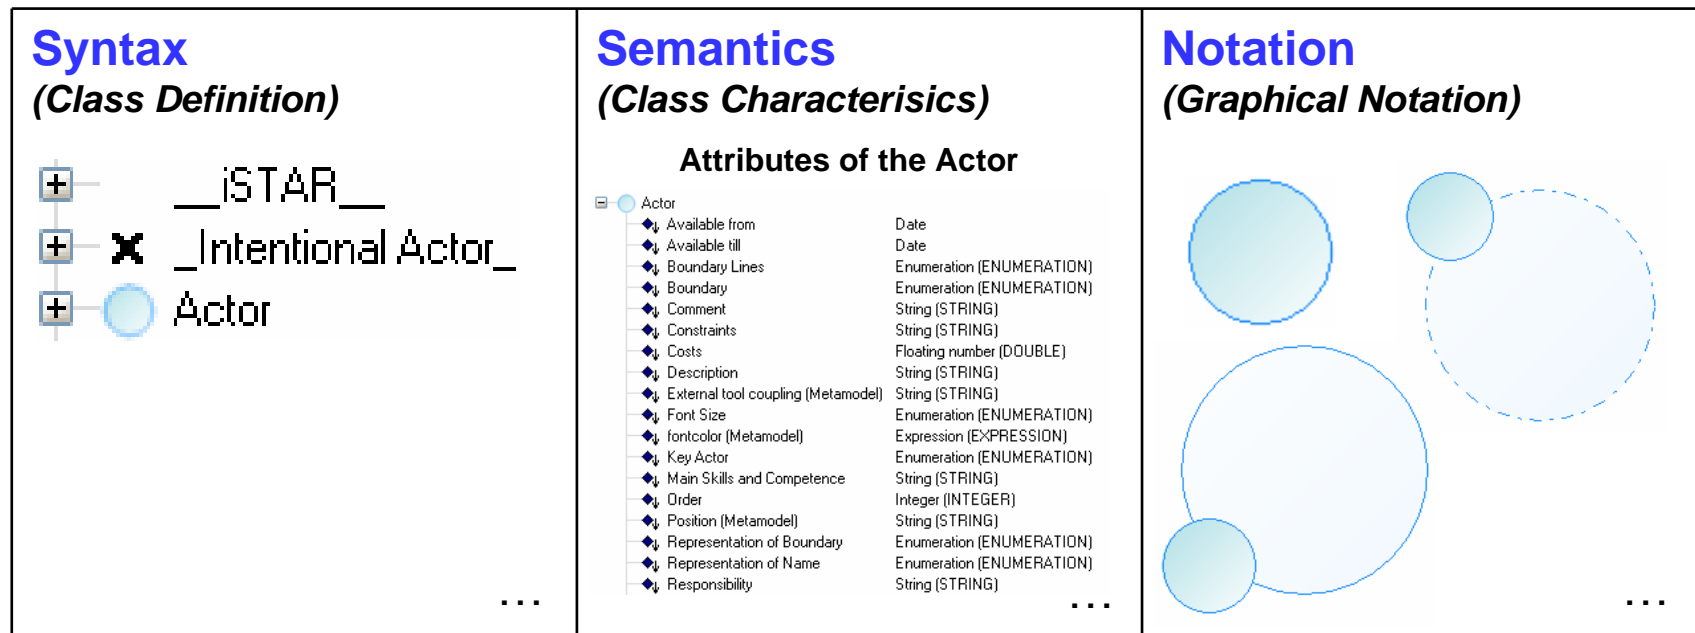 Syntax
(Class Definition)
__iSTAR__
_Intentional Actor_
Actor
...
Semantics
(Class Characterisics)
Attributes of the Actor
Actor
Available from Date
Available till Date
Boundary Lines Enumeration (ENUMERATION)
Boundary Enumeration (ENUMERATION)
Comment String (STRING)
Constraints String (STRING)
Costs Floating number (DOUBLE)
Description String (STRING)
External tool coupling (Metamodel) String (STRING)
Font Size Enumeration (ENUMERATION)
fontcolor (Metamodel) Expression (EXPRESSION)
Key Actor Enumeration (ENUMERATION)
Main Skills and Competence String (STRING)
Order Integer (INTEGER)
Position (Metamodel) String (STRING)
Representation of Boundary Enumeration (ENUMERATION)
Representation of Name Enumeration (ENUMERATION)
Responsibility String (STRING)
...
Notation
(Graphical Notation)
...